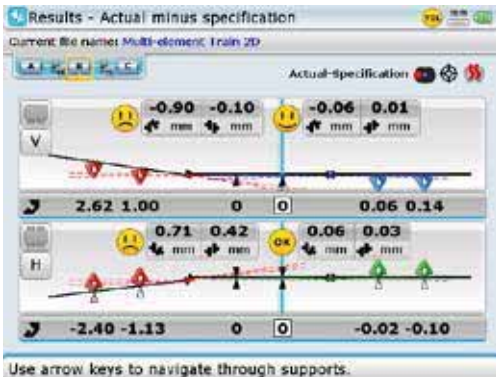 Results - Actual minus specification
Current file name: Multi-element Train 2D
A B C
Actual-Specification
-0.90 -0.10 -0.06 0.01
mm mm mm mm
V
2.62 1.00 0 0 0.06 0.14
0.71 0.42 OK 0.06 0.03
mm mm mm mm
H
-2.40 -1.13 0 0 -0.02 -0.10
Use arrow keys to navigate through supports.